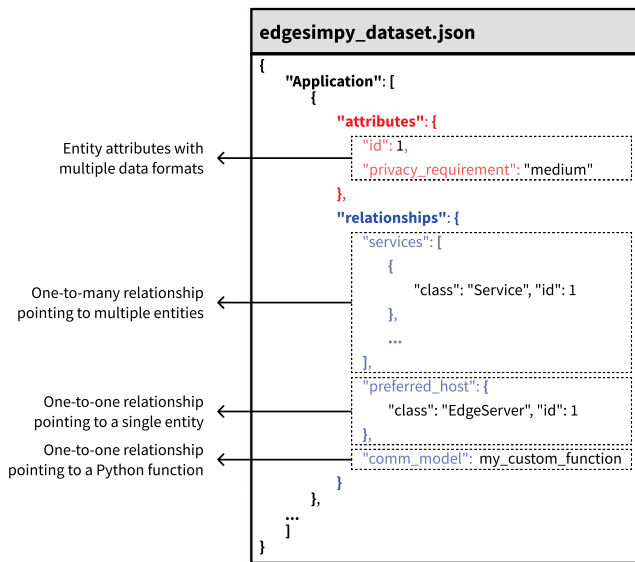 edgesimpy_dataset.json
{
"Application": [
{
"attributes": {
Entity attributes with
multiple data formats
"id": 1,
"privacy_requirement": "medium"
},
"relationships": {
One-to-many relationship
pointing to multiple entities
"services": [
{
"class": "Service", "id": 1
},
...
],
One-to-one relationship
pointing to a single entity
"preferred_host": {
"class": "EdgeServer", "id": 1
},
One-to-one relationship
pointing to a Python function
"comm_model": my_custom_function
}
},
...
]
}